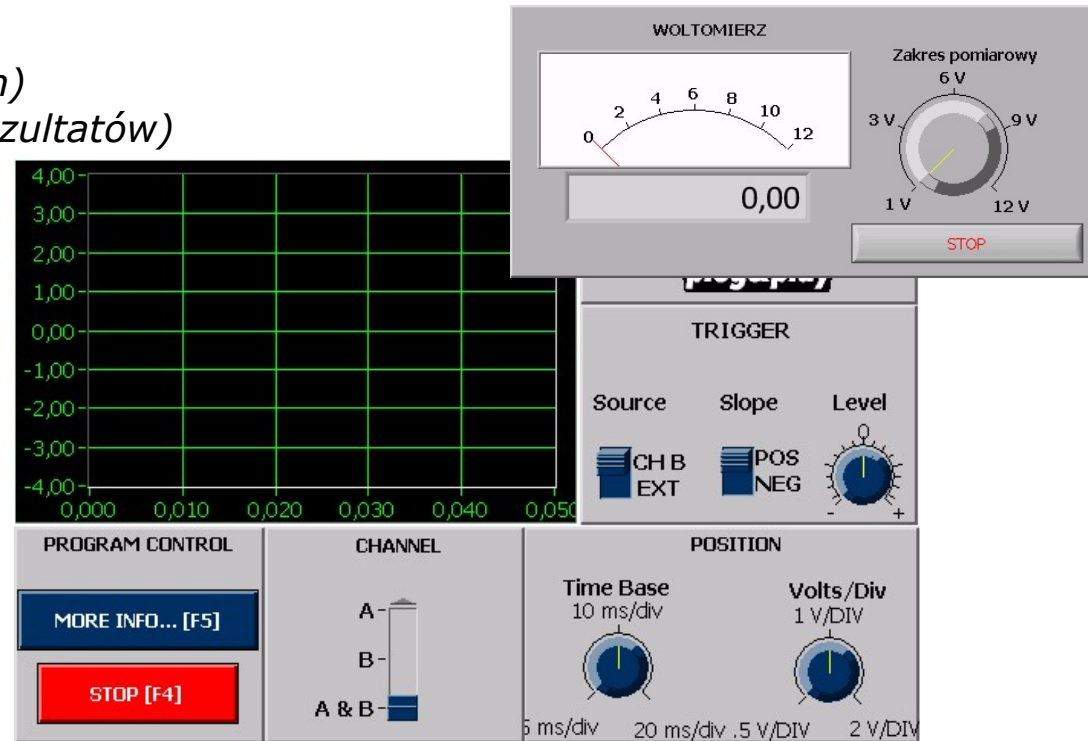 WOLTOMIERZ
Zakres pomiarowy
0 2 4 6 8 10 12
0,00
1 V 3 V 6 V 9 V 12 V
STOP
4,00
3,00
2,00
1,00
0,00
-1,00
-2,00
-3,00
-4,00
0,000 0,010 0,020 0,030 0,040
TRIGGER
Source Slope Level
CH B
EXT
POS
NEG
0
- +
PROGRAM CONTROL
MORE INFO... [F5]
STOP [F4]
CHANNEL
A
B
A & B
POSITION
Time Base
10 ms/div
Volts/Div
1 V/DIV
5 ms/div 20 ms/div .5 V/DIV 2 V/DIV